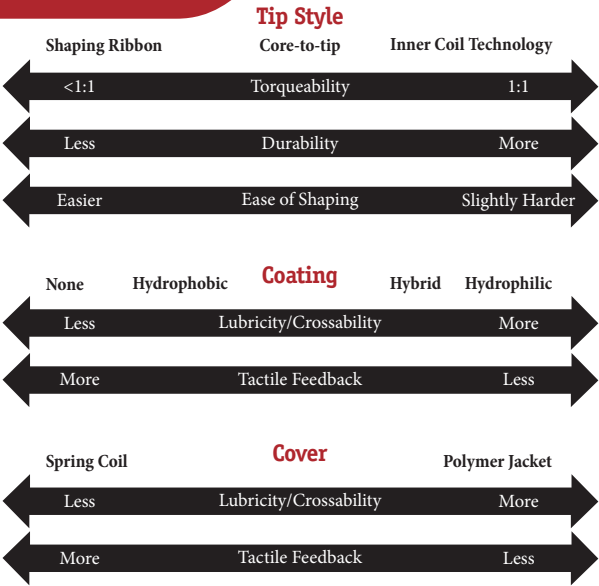 Tip Style
Shaping Ribbon Core-to-tip Inner Coil Technology
<1:1 Torqueability 1:1
Less Durability More
Easier Ease of Shaping Slightly Harder
Coating
None Hydrophobic Hybrid Hydrophilic
Less Lubricity/Crossability More
More Tactile Feedback Less
Cover
Spring Coil Polymer Jacket
Less Lubricity/Crossability More
More Tactile Feedback Less